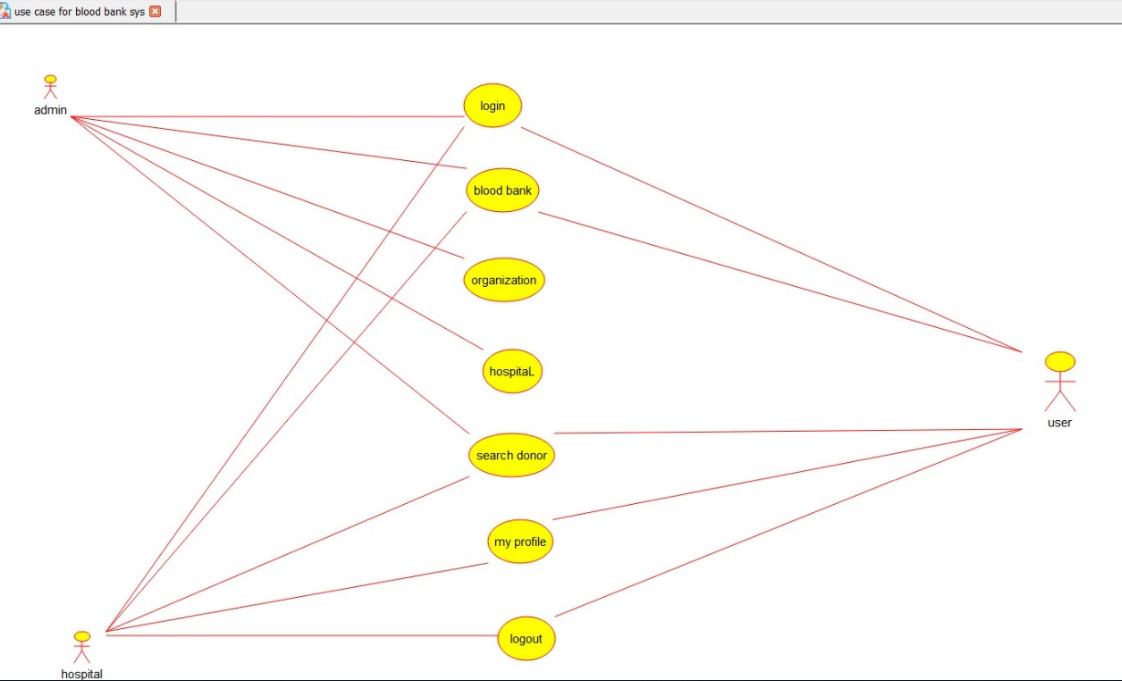 use case for blood bank sys
admin
login
blood bank
organization
hospitaL
search donor
user
my profile
logout
hospital